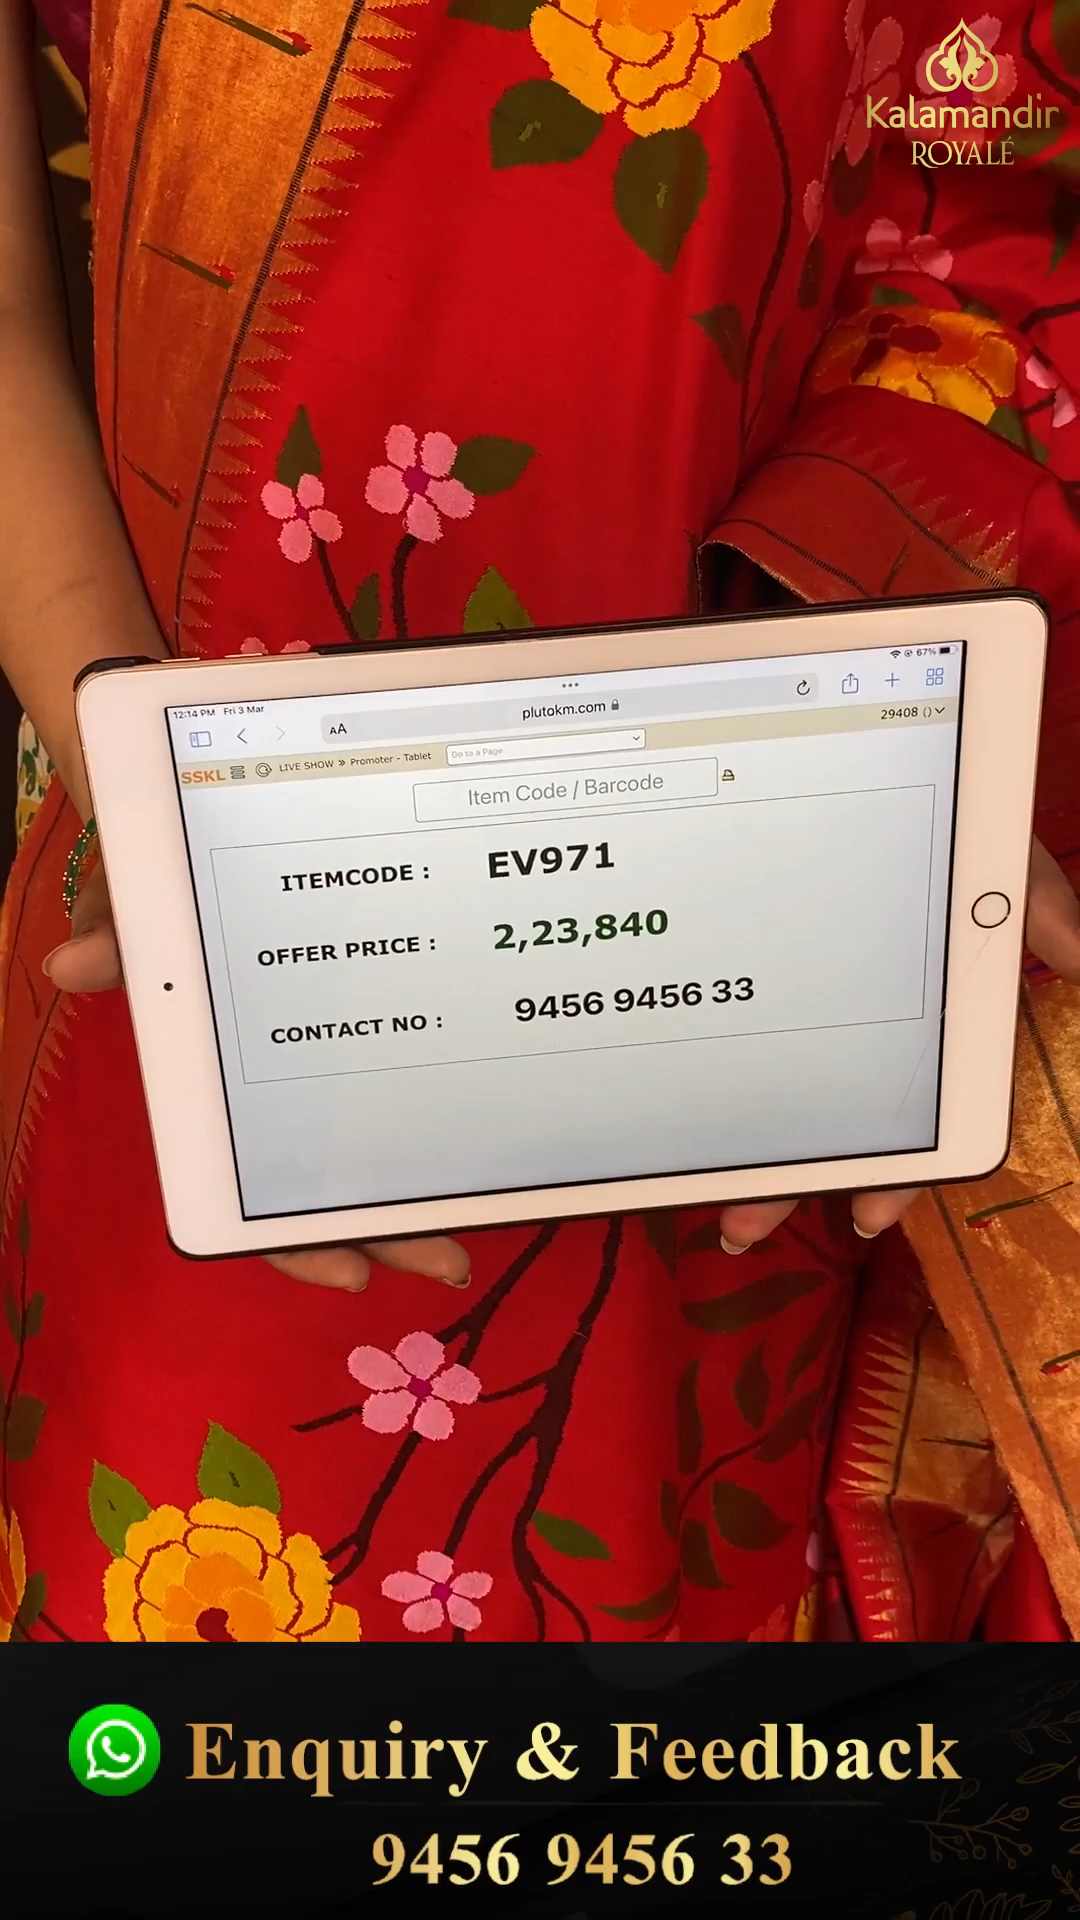 Kalamandir
ROYALÉ
12:14 PM Fri 3 Mar
67%
AA
plutokm.com
SSKL
LIVE SHOW » Promoter - Tablet
Go to a Page
29408 ()
Item Code / Barcode
ITEMCODE : EV971
OFFER PRICE : 2,23,840
CONTACT NO : 9456 9456 33
Enquiry & Feedback
9456 9456 33